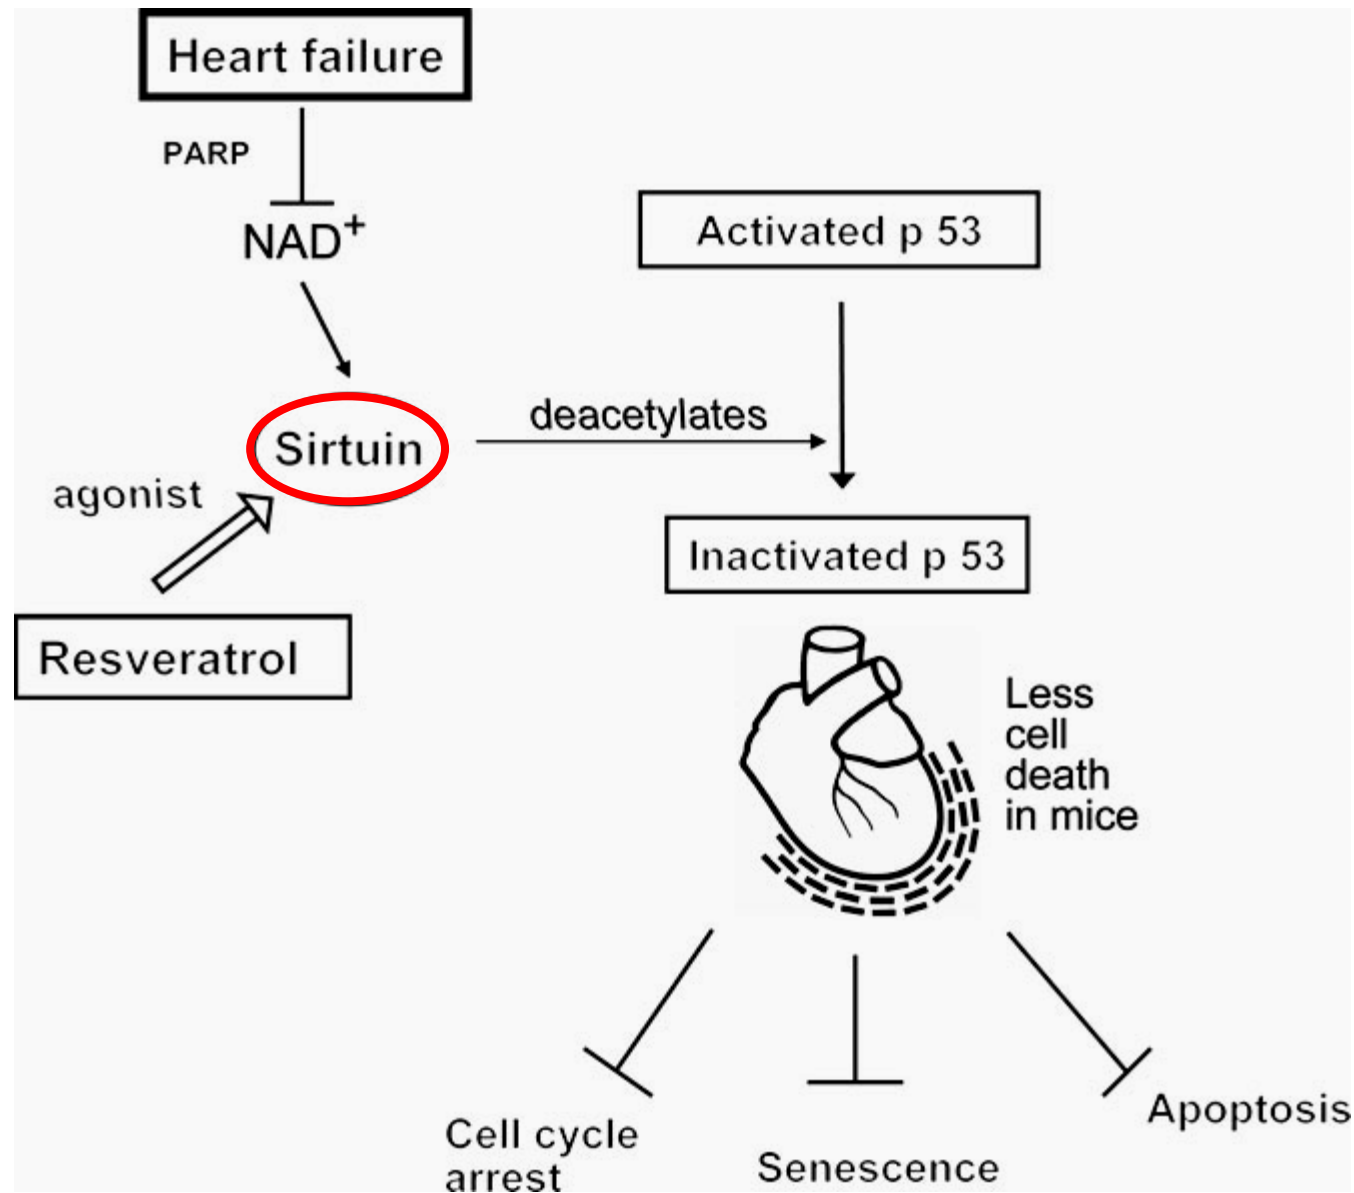 Heart failure
PARP
NAD+
Activated p 53
deacetylates
Sirtuin
agonist
Inactivated p 53
Resveratrol
Less
cell
death
in mice
Cell cycle
arrest
Senescence
Apoptosis